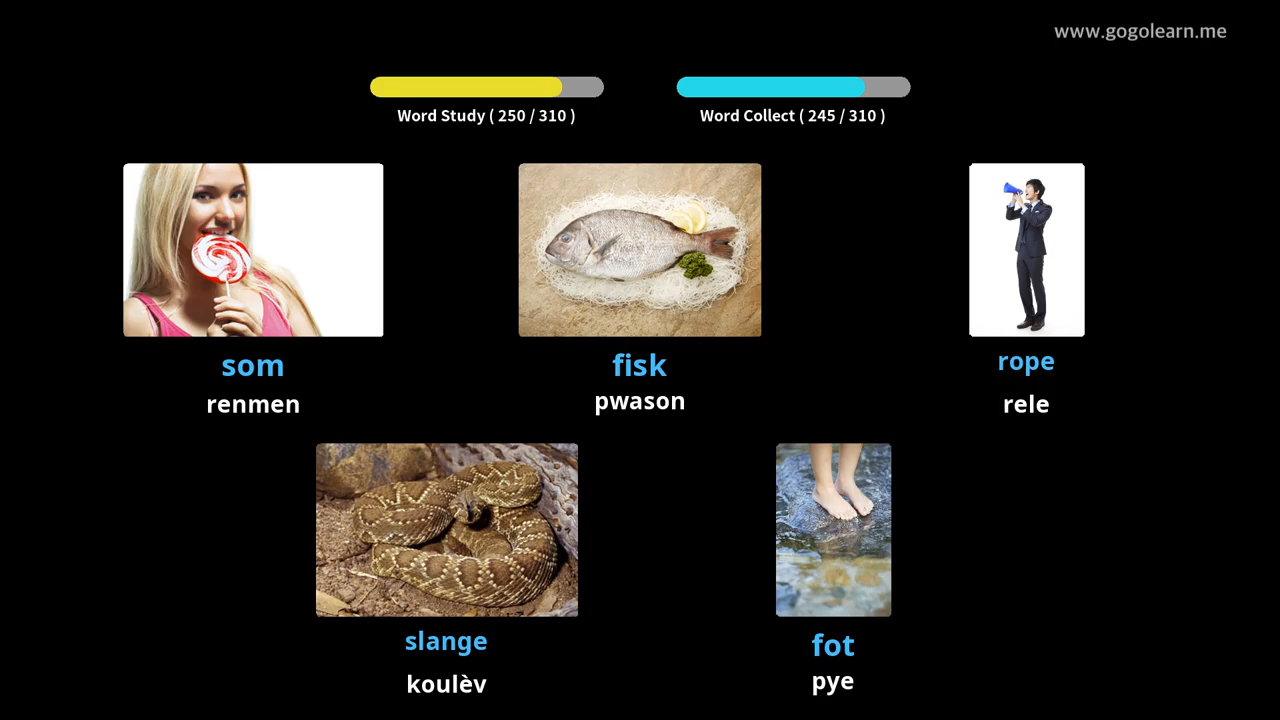 www.gogolearn.me
Word Study ( 250 / 310 )
Word Collect ( 245 / 310 )
som
fisk
rope
renmen
pwason
rele
slange
fot
koulèv
pye